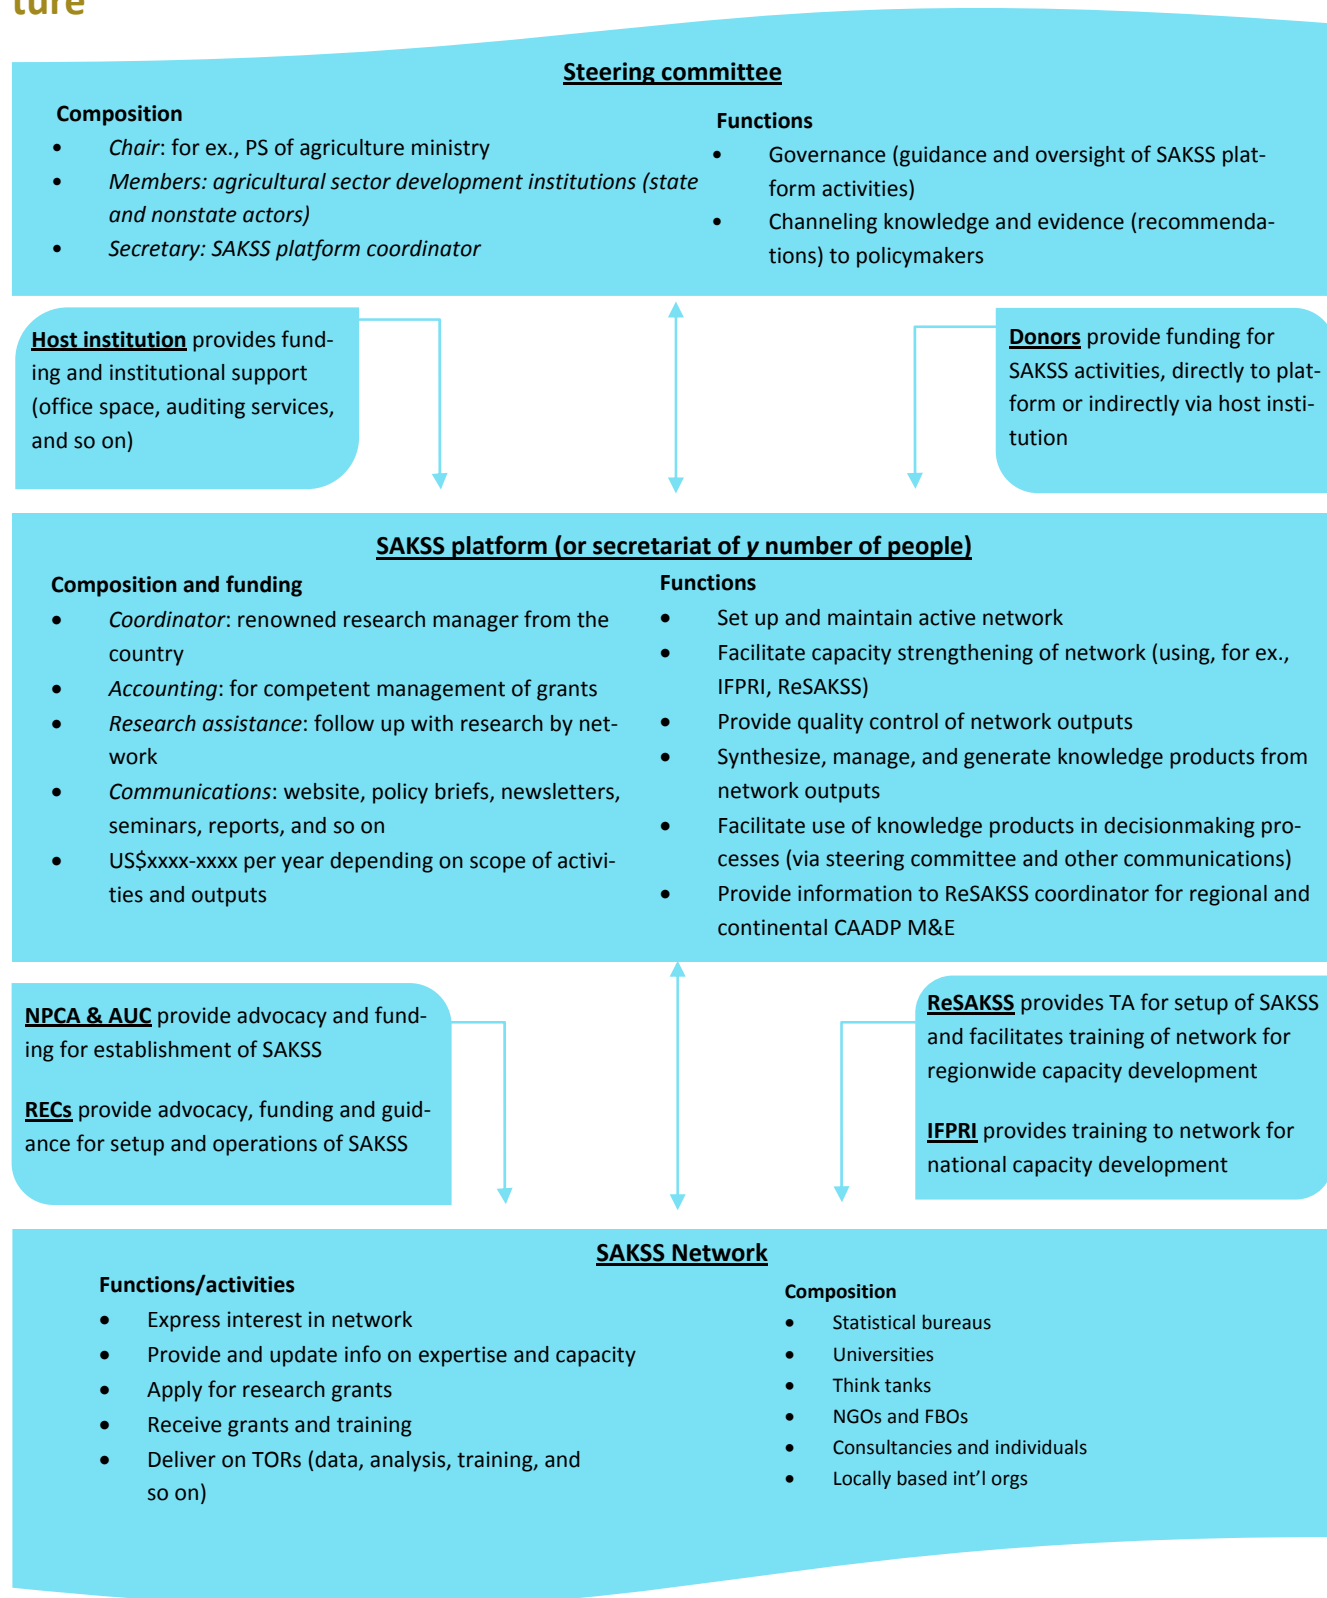 ture
Steering committee
Composition
• Chair: for ex., PS of agriculture ministry
• Members: agricultural sector development institutions (state
and nonstate actors)
• Secretary: SAKSS platform coordinator
Functions
• Governance (guidance and oversight of SAKSS plat-
form activities)
• Channeling knowledge and evidence (recommenda-
tions) to policymakers
Host institution provides fund-
ing and institutional support
(office space, auditing services,
and so on)
Donors provide funding for
SAKSS activities, directly to plat-
form or indirectly via host insti-
tution
SAKSS platform (or secretariat of y number of people)
Composition and funding
• Coordinator: renowned research manager from the
country
• Accounting: for competent management of grants
• Research assistance: follow up with research by net-
work
• Communications: website, policy briefs, newsletters,
seminars, reports, and so on
• US$xxxx-xxxx per year depending on scope of activi-
ties and outputs
Functions
• Set up and maintain active network
• Facilitate capacity strengthening of network (using, for ex.,
IFPRI, ReSAKSS)
• Provide quality control of network outputs
• Synthesize, manage, and generate knowledge products from
network outputs
• Facilitate use of knowledge products in decisionmaking pro-
cesses (via steering committee and other communications)
• Provide information to ReSAKSS coordinator for regional and
continental CAADP M&E
NPCA & AUC provide advocacy and fund-
ing for establishment of SAKSS
RECs provide advocacy, funding and guid-
ance for setup and operations of SAKSS
ReSAKSS provides TA for setup of SAKSS
and facilitates training of network for
regionwide capacity development
IFPRI provides training to network for
national capacity development
SAKSS Network
Functions/activities
• Express interest in network
• Provide and update info on expertise and capacity
• Apply for research grants
• Receive grants and training
• Deliver on TORs (data, analysis, training, and
so on)
Composition
• Statistical bureaus
• Universities
• Think tanks
• NGOs and FBOs
• Consultancies and individuals
• Locally based int’l orgs